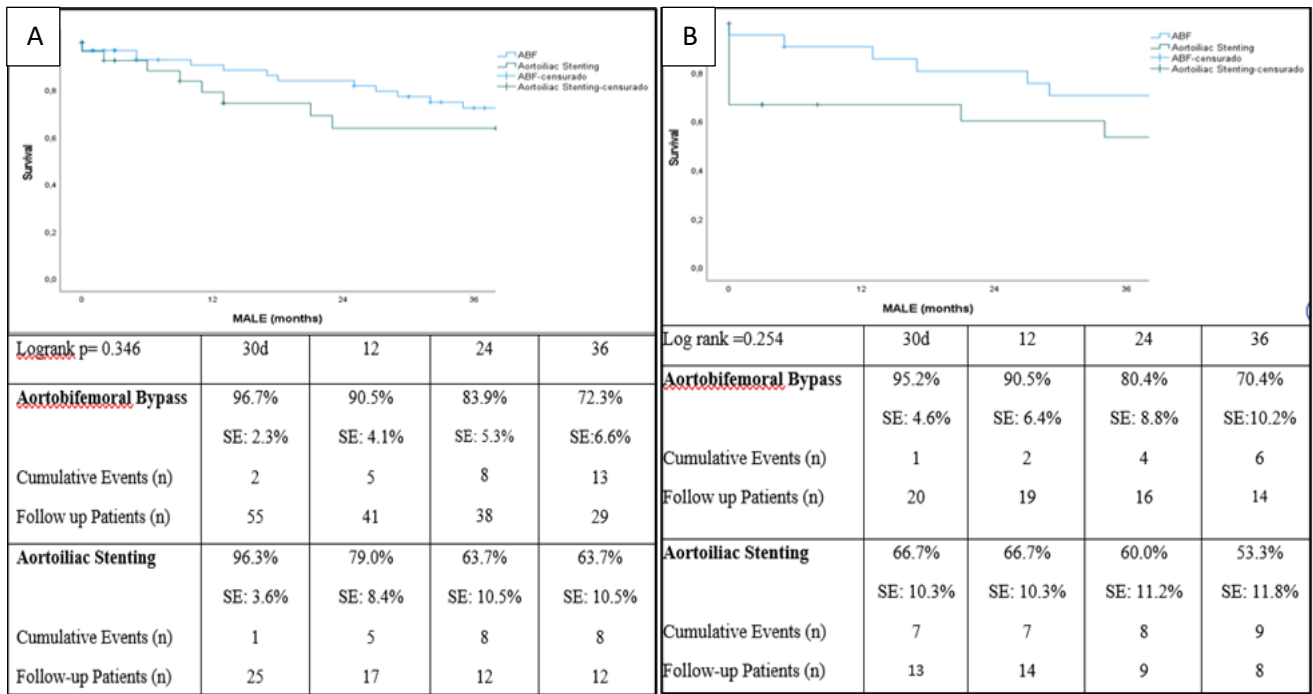 A
ABF
Aortoiliac Stenting
ABF-censurado
Aortoiliac Stenting-censurado
0,8
0,6
0,4
0,2
0,0
Survival
0 12 24 36
MALE (months)
Logrank p= 0.346 30d 12 24 36
Aortobifemoral Bypass 96.7% 90.5% 83.9% 72.3%
SE: 2.3% SE: 4.1% SE: 5.3% SE:6.6%
Cumulative Events (n) 2 5 8 13
Follow up Patients (n) 55 41 38 29
Aortoiliac Stenting 96.3% 79.0% 63.7% 63.7%
SE: 3.6% SE: 8.4% SE: 10.5% SE: 10.5%
Cumulative Events (n) 1 5 8 8
Follow-up Patients (n) 25 17 12 12
B
ABF
Aortoiliac Stenting
ABF-censurado
Aortoiliac Stenting-censurado
0,8
0,6
0,4
0,2
0,0
Survival
0 12 24 36
MALE (months)
Log rank =0.254 30d 12 24 36
Aortobifemoral Bypass 95.2% 90.5% 80.4% 70.4%
SE: 4.6% SE: 6.4% SE: 8.8% SE:10.2%
Cumulative Events (n) 1 2 4 6
Follow up Patients (n) 20 19 16 14
Aortoiliac Stenting 66.7% 66.7% 60.0% 53.3%
SE: 10.3% SE: 10.3% SE: 11.2% SE: 11.8%
Cumulative Events (n) 7 7 8 9
Follow-up Patients (n) 13 14 9 8